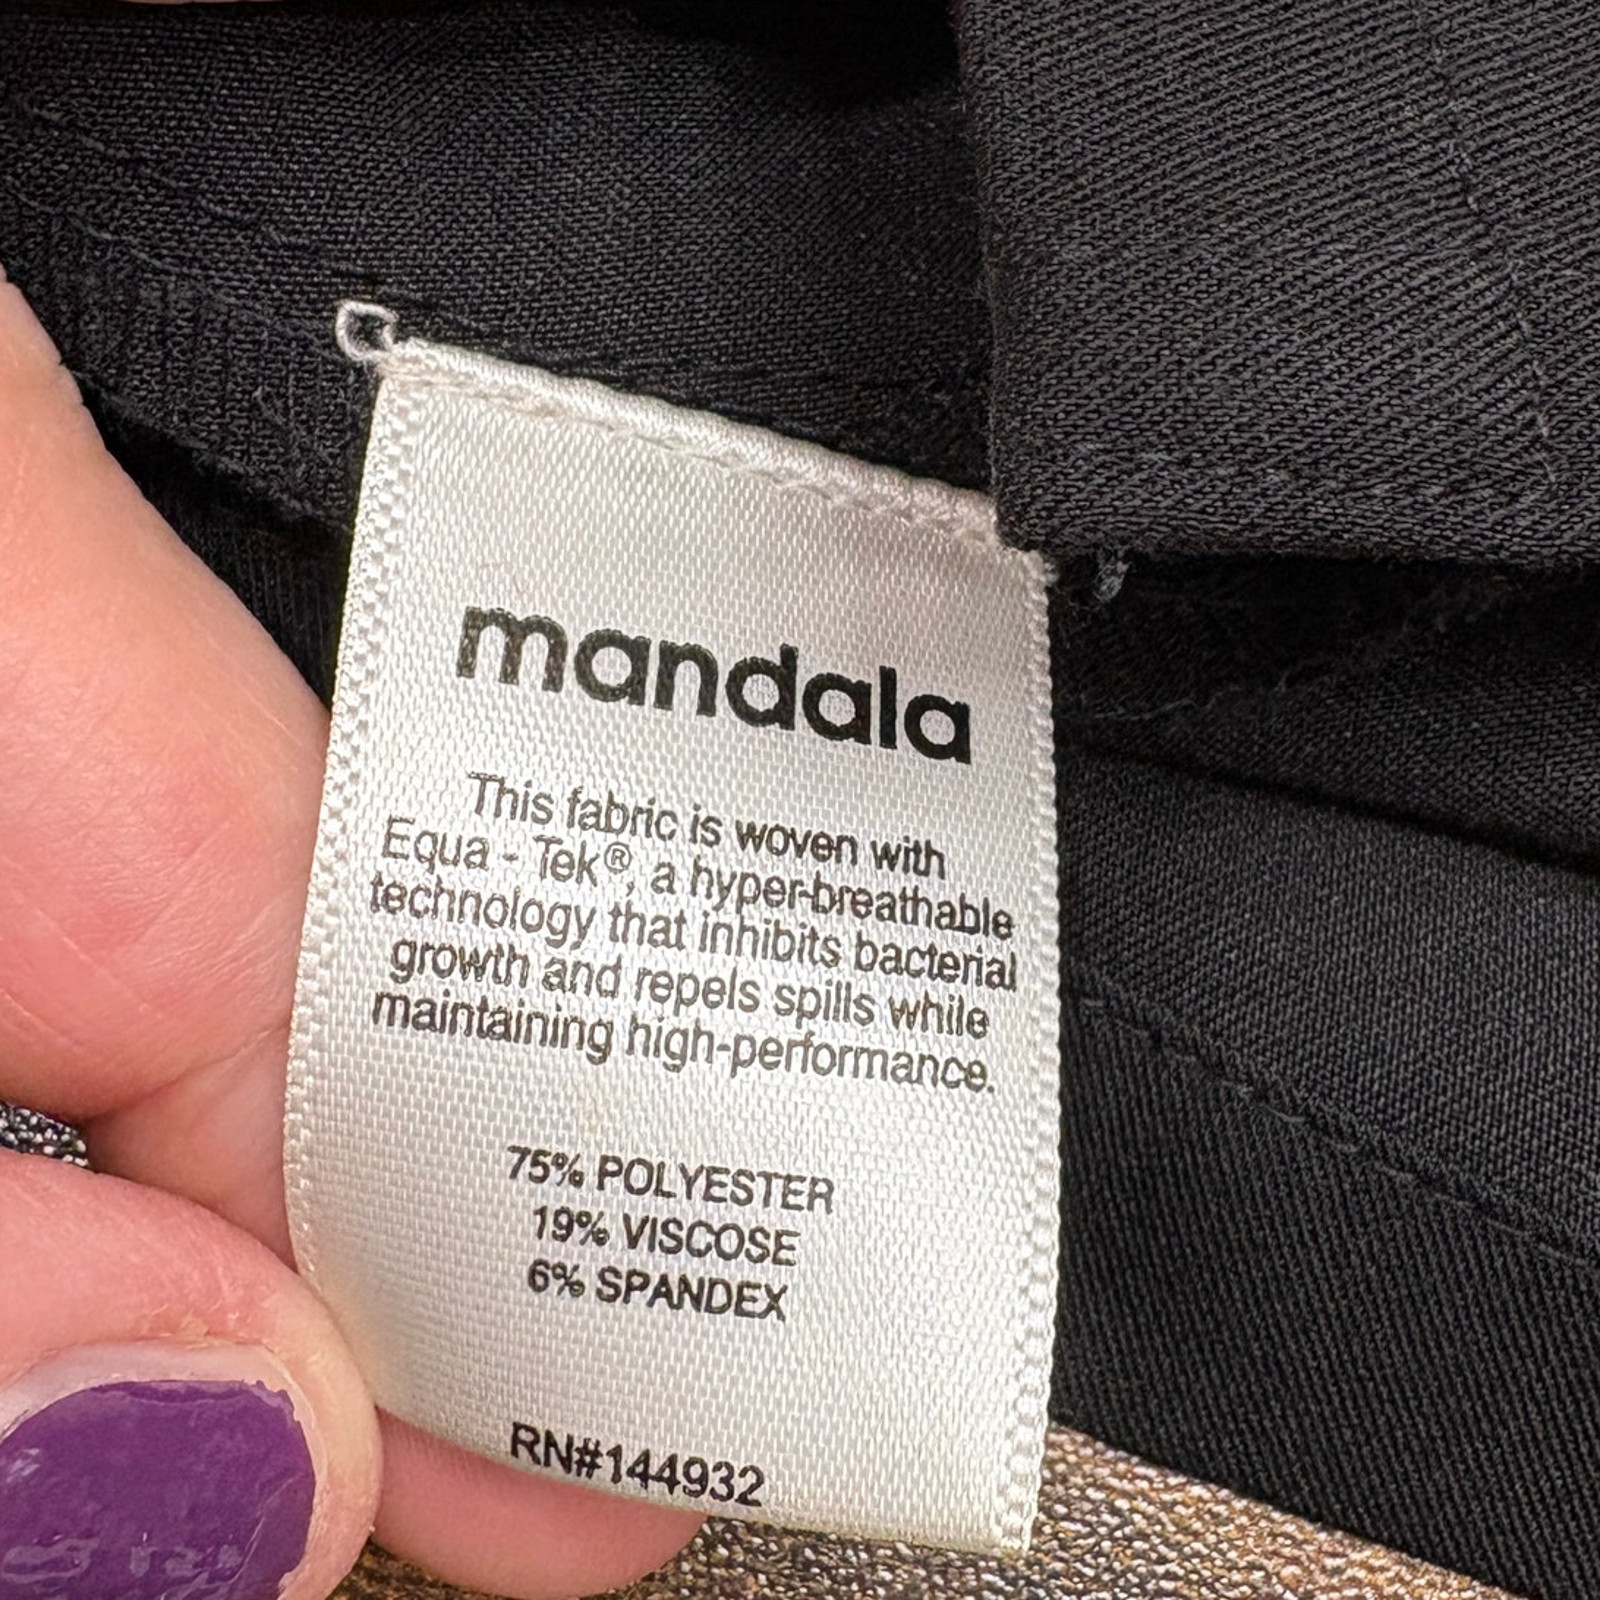 mandala
This fabric is woven with
Equa - Tek®, a hyper-breathable
technology that inhibits bacterial
growth and repels spills while
maintaining high-performance.
75% POLYESTER
19% VISCOSE
6% SPANDEX
RN#144932